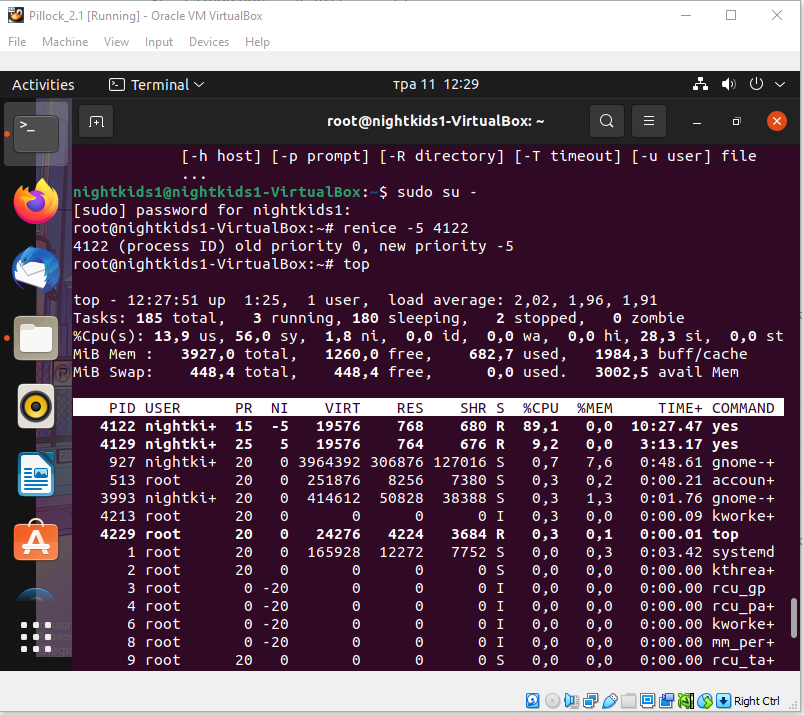 Pillock_2.1 [Running] - Oracle VM VirtualBox
File Machine View Input Devices Help
Activities Terminal тра 11 12:29
root@nightkids1-VirtualBox: ~
[-h host] [-p prompt] [-R directory] [-T timeout] [-u user] file
...
nightkids1@nightkids1-VirtualBox:~$ sudo su -
[sudo] password for nightkids1:
root@nightkids1-VirtualBox:~# renice -5 4122
4122 (process ID) old priority 0, new priority -5
root@nightkids1-VirtualBox:~# top
top - 12:27:51 up  1:25,  1 user,  load average: 2,02, 1,96, 1,91
Tasks: 185 total,   3 running, 180 sleeping,   2 stopped,   0 zombie
%Cpu(s): 13,9 us, 56,0 sy,  1,8 ni,  0,0 id,  0,0 wa,  0,0 hi, 28,3 si,  0,0 st
MiB Mem :   3927,0 total,   1260,0 free,    682,7 used,   1984,3 buff/cache
MiB Swap:    448,4 total,    448,4 free,      0,0 used.   3002,5 avail Mem
PID USER PR NI VIRT RES SHR S %CPU %MEM TIME+ COMMAND
4122 nightki+ 15 -5 19576 768 680 R 89,1 0,0 10:27.47 yes
4129 nightki+ 25 5 19576 764 676 R 9,2 0,0 3:13.17 yes
927 nightki+ 20 0 3964392 306876 127016 S 0,7 7,6 0:48.61 gnome-+
513 root 20 0 251876 8256 7380 S 0,3 0,2 0:00.21 accoun+
3993 nightki+ 20 0 414612 50828 38388 S 0,3 1,3 0:01.76 gnome-+
4213 root 20 0 0 0 0 I 0,3 0,0 0:00.09 kworke+
4229 root 20 0 24276 4224 3684 R 0,3 0,1 0:00.01 top
1 root 20 0 165928 12272 7752 S 0,0 0,3 0:03.42 systemd
2 root 20 0 0 0 0 S 0,0 0,0 0:00.00 kthrea+
3 root 0 -20 0 0 0 I 0,0 0,0 0:00.00 rcu_gp
4 root 0 -20 0 0 0 I 0,0 0,0 0:00.00 rcu_pa+
6 root 0 -20 0 0 0 I 0,0 0,0 0:00.00 kworke+
8 root 0 -20 0 0 0 I 0,0 0,0 0:00.00 mm_per+
9 root 20 0 0 0 0 S 0,0 0,0 0:00.00 rcu_ta+
Right Ctrl